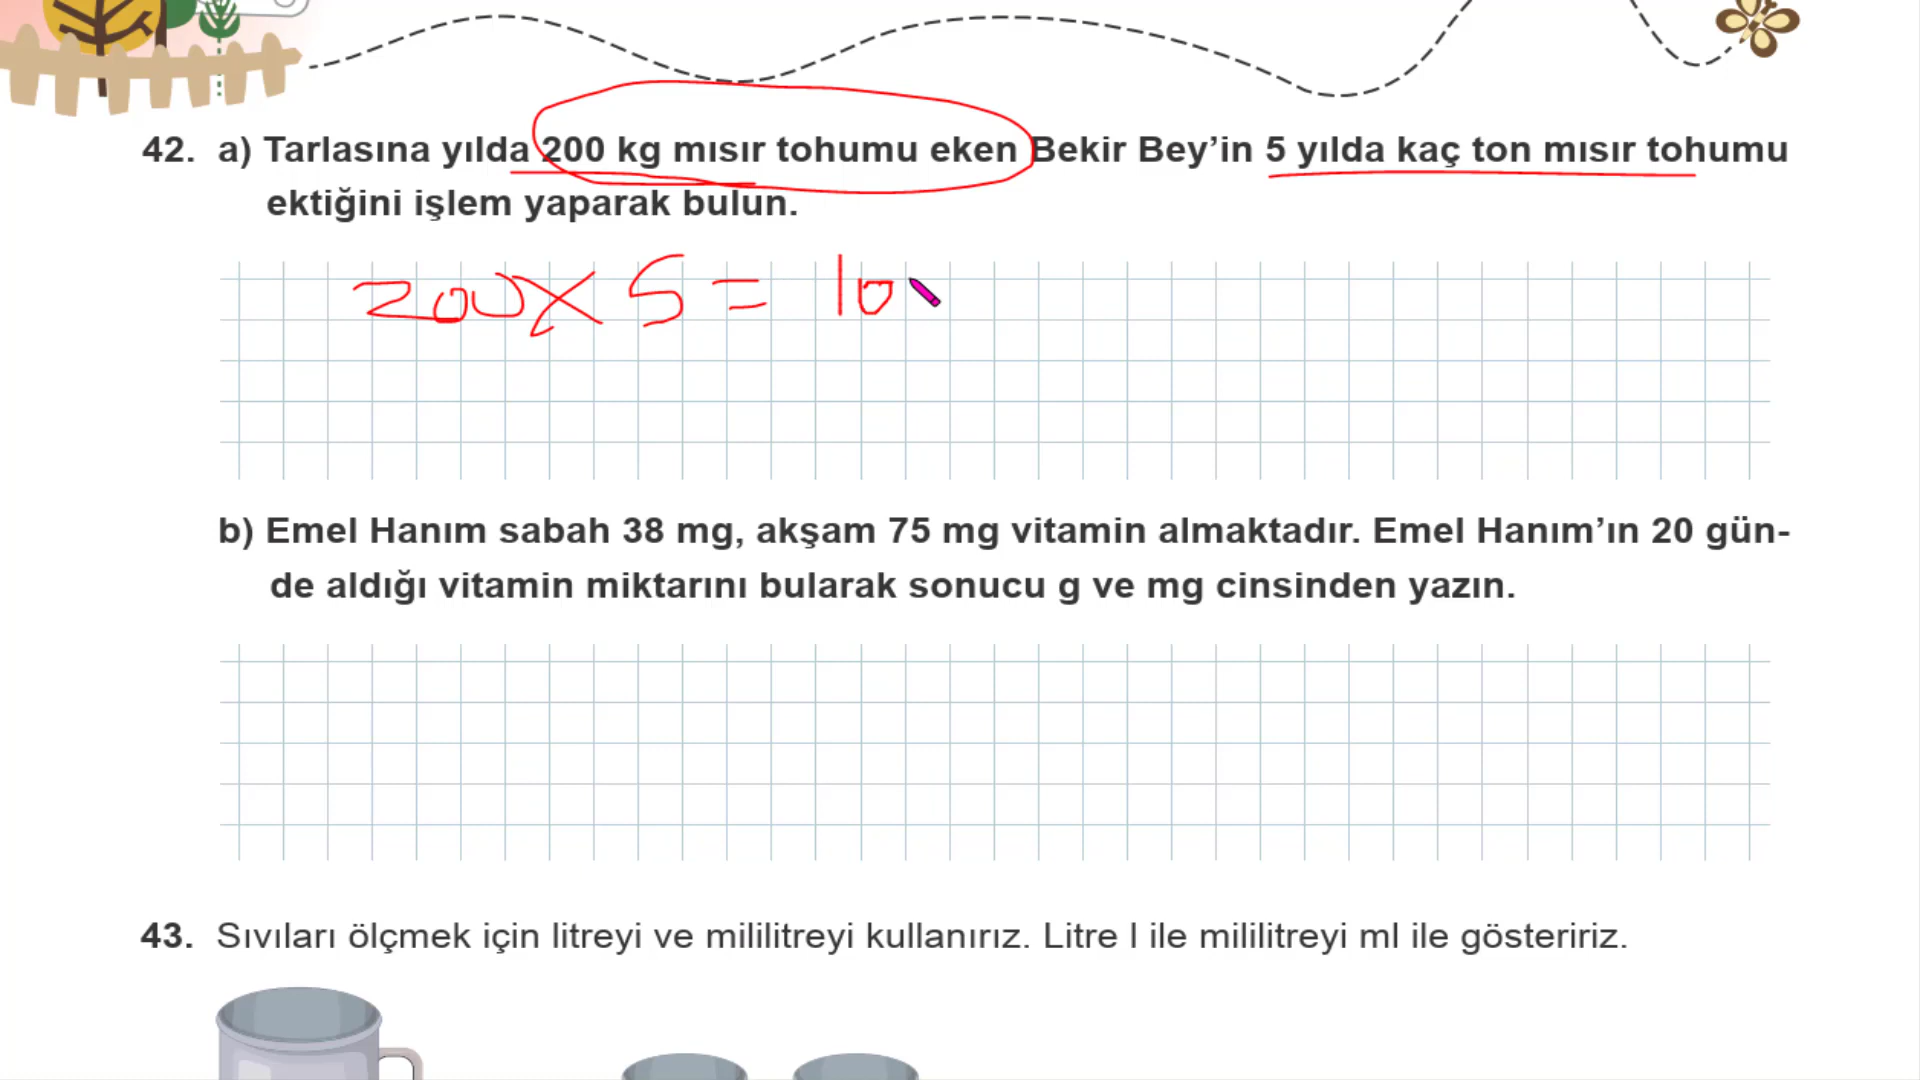 42. a) Tarlasına yılda 200 kg mısır tohumu eken Bekir Bey’in 5 yılda kaç ton mısır tohumu
ektiğini işlem yaparak bulun.
200 x 5 = 10
b) Emel Hanım sabah 38 mg, akşam 75 mg vitamin almaktadır. Emel Hanım’ın 20 gün-
de aldığı vitamin miktarını bularak sonucu g ve mg cinsinden yazın.
43. Sıvıları ölçmek için litreyi ve mililitreyi kullanırız. Litre l ile mililitreyi ml ile gösteririz.